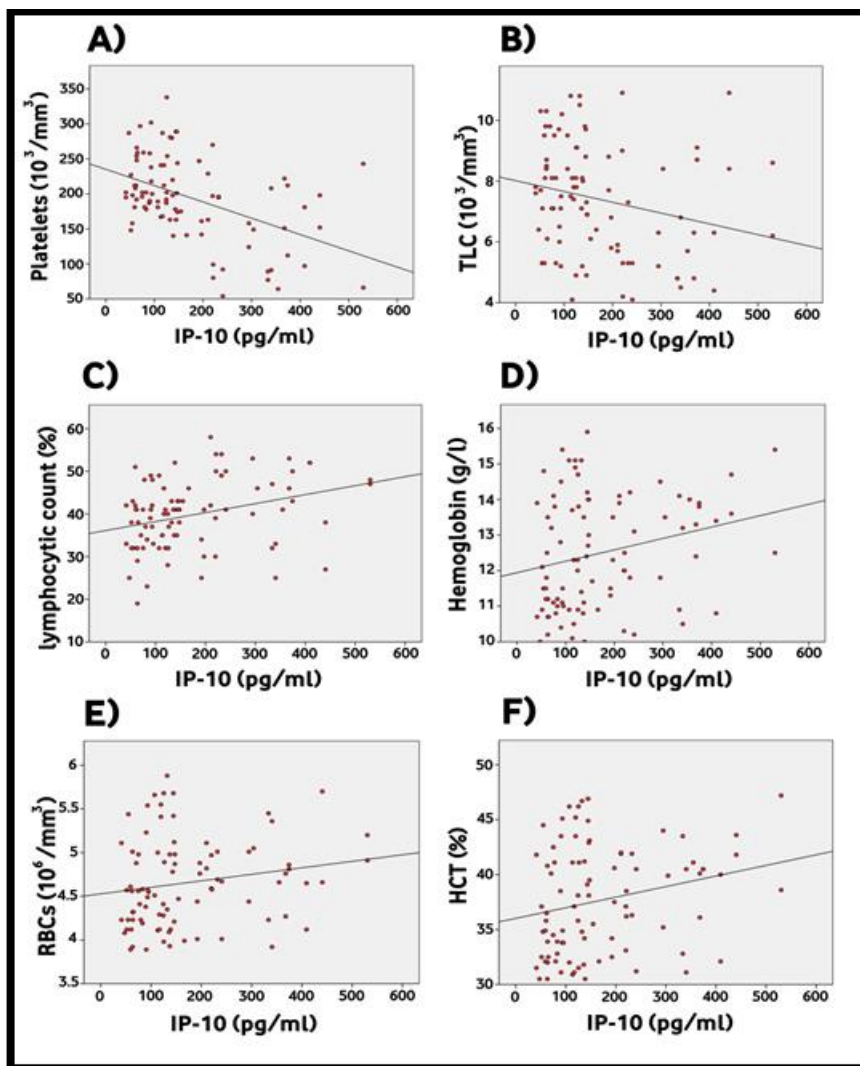 A)
Platelets (10³/mm³)
350
300
250
200
150
100
50
0 100 200 300 400 500 600
IP-10 (pg/ml)
B)
TLC (10³/mm³)
10
8
6
4
0 100 200 300 400 500 600
IP-10 (pg/ml)
C)
lymphocytic count (%)
60
50
40
30
20
10
0 100 200 300 400 500 600
IP-10 (pg/ml)
D)
Hemoglobin (g/l)
16
15
14
13
12
11
10
0 100 200 300 400 500 600
IP-10 (pg/ml)
E)
RBCs (10⁶/mm³)
6
5.5
5
4.5
4
3.5
0 100 200 300 400 500 600
IP-10 (pg/ml)
F)
HCT (%)
50
45
40
35
30
0 100 200 300 400 500 600
IP-10 (pg/ml)